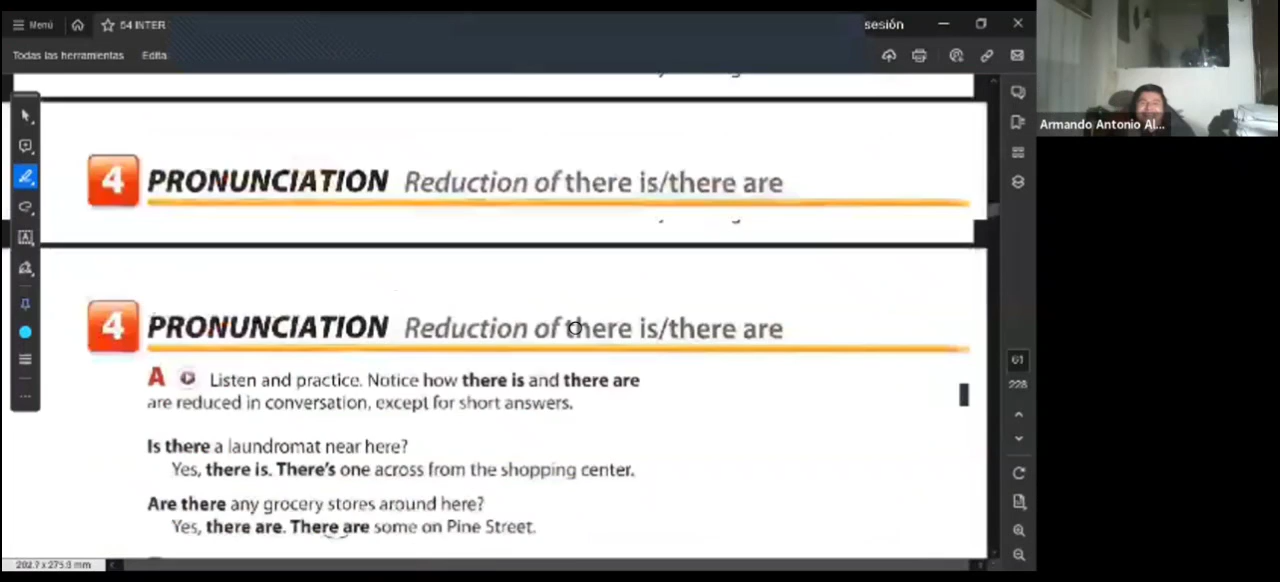 Menú
54 INTER
sesión
Todas las herramientas
Edita
Armando Antonio Al...
4 PRONUNCIATION Reduction of there is/there are
4 PRONUNCIATION Reduction of there is/there are
A Listen and practice. Notice how there is and there are
are reduced in conversation, except for short answers.
Is there a laundromat near here?
Yes, there is. There's one across from the shopping center.
Are there any grocery stores around here?
Yes, there are. There are some on Pine Street.
61
228